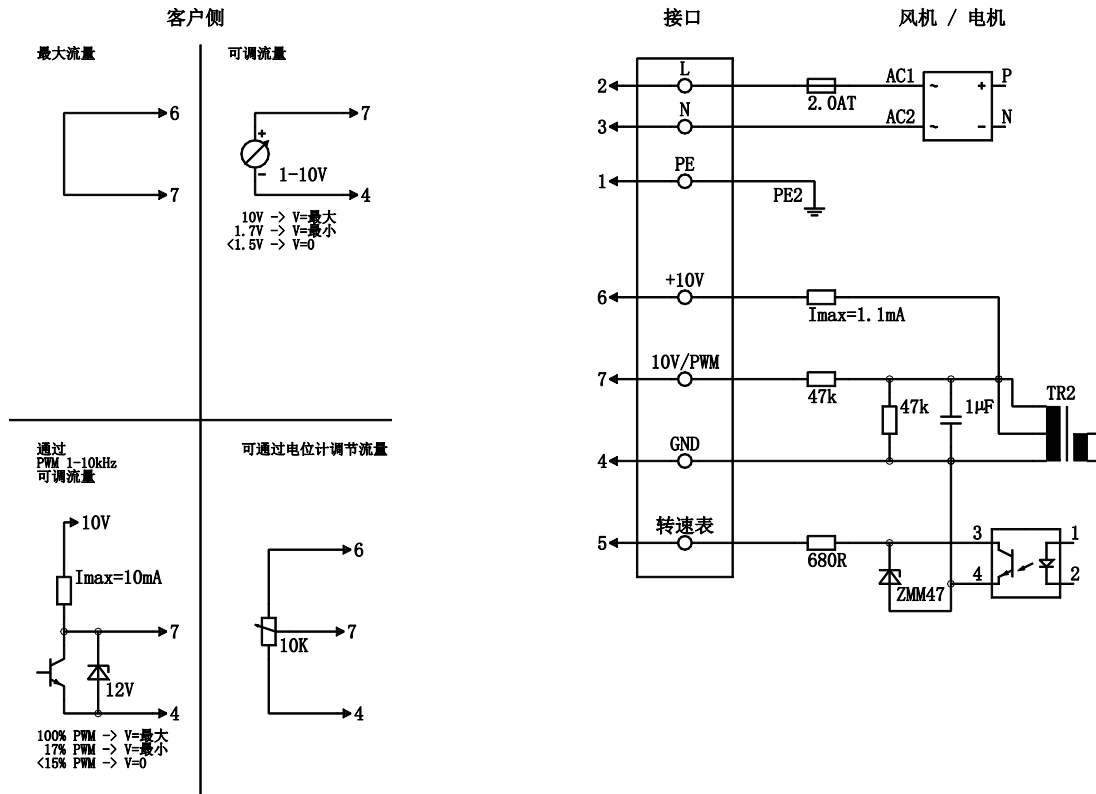 客户侧
接口
风机 / 电机
最大流量
6
7
可调流量
7
+
-
1-10V
4
10V -> V=最大
1.7V -> V=最小
<1.5V -> V=0
通过
PWM 1-10kHz
可调流量
10V
Imax=10mA
7
12V
4
100% PWM -> V=最大
17% PWM -> V=最小
<15% PWM -> V=0
可通过电位计调节流量
6
7
10K
4
2
L
2.0AT
AC1
~
+
P
3
N
AC2
~
-
N
1
PE
PE2
6
+10V
Imax=1.1mA
7
10V/PWM
47k
47k
1μF
TR2
4
GND
5
转速表
680R
ZMM47
3
4
1
2